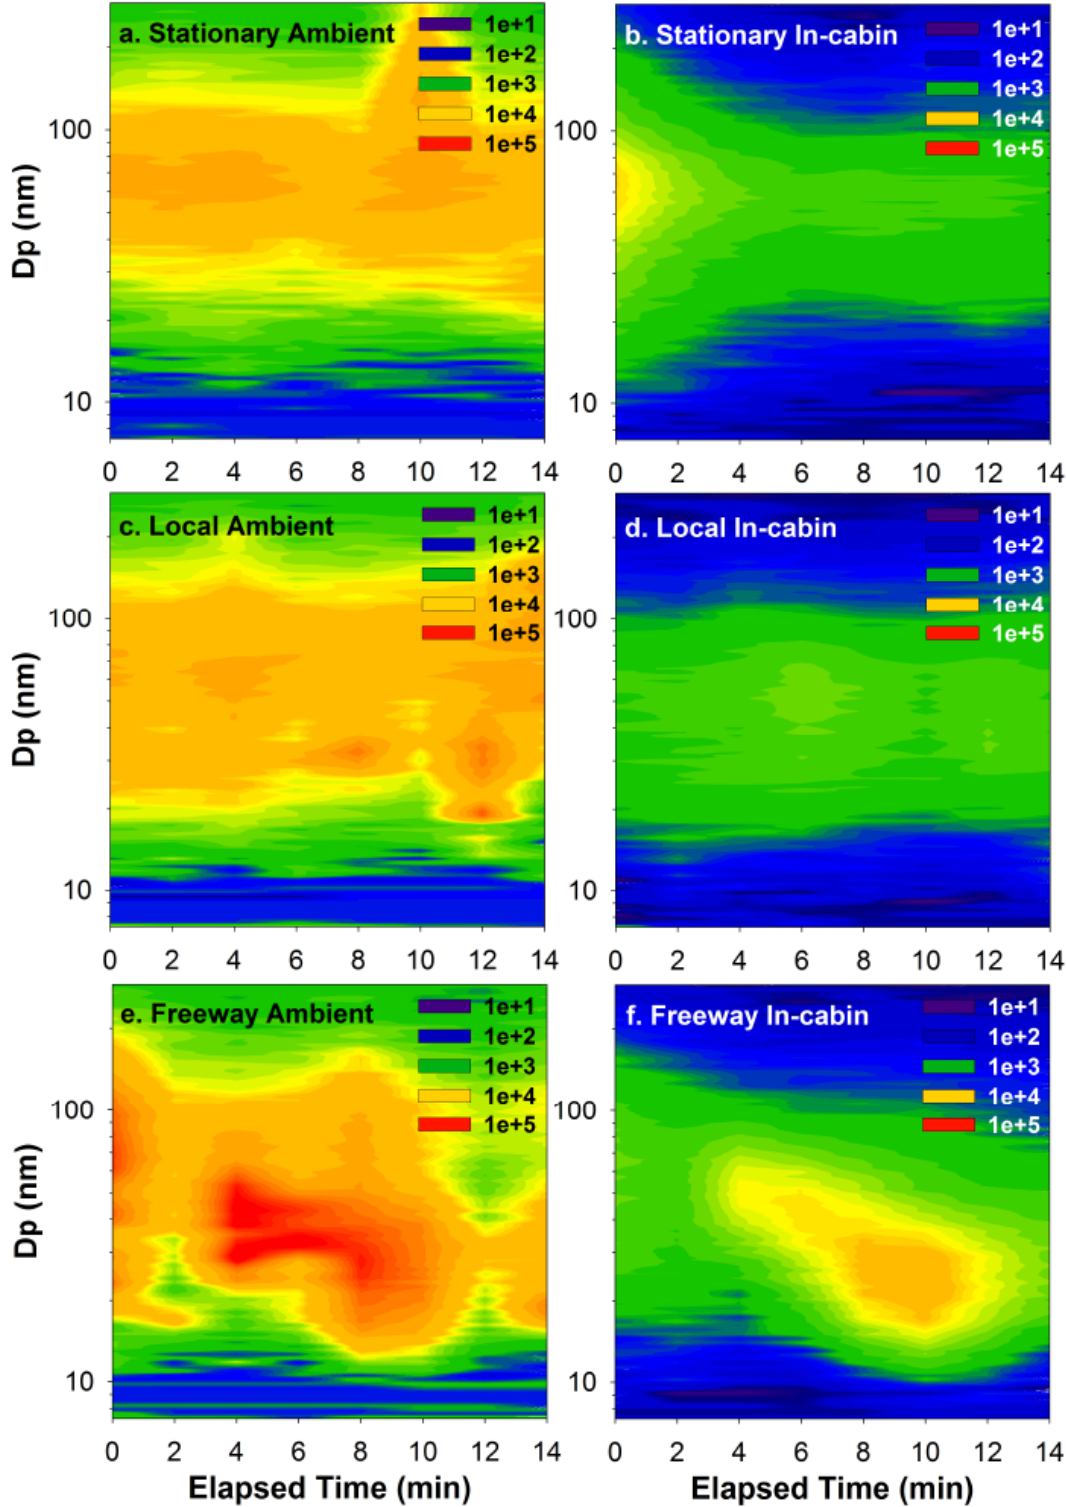 a. Stationary Ambient
1e+1
1e+2
1e+3
1e+4
1e+5
Dp (nm)
100
10
0 2 4 6 8 10 12 14
b. Stationary In-cabin
1e+1
1e+2
1e+3
1e+4
1e+5
100
10
0 2 4 6 8 10 12 14
c. Local Ambient
1e+1
1e+2
1e+3
1e+4
1e+5
Dp (nm)
100
10
0 2 4 6 8 10 12 14
d. Local In-cabin
1e+1
1e+2
1e+3
1e+4
1e+5
100
10
0 2 4 6 8 10 12 14
e. Freeway Ambient
1e+1
1e+2
1e+3
1e+4
1e+5
Dp (nm)
100
10
0 2 4 6 8 10 12 14
Elapsed Time (min)
f. Freeway In-cabin
1e+1
1e+2
1e+3
1e+4
1e+5
100
10
0 2 4 6 8 10 12 14
Elapsed Time (min)